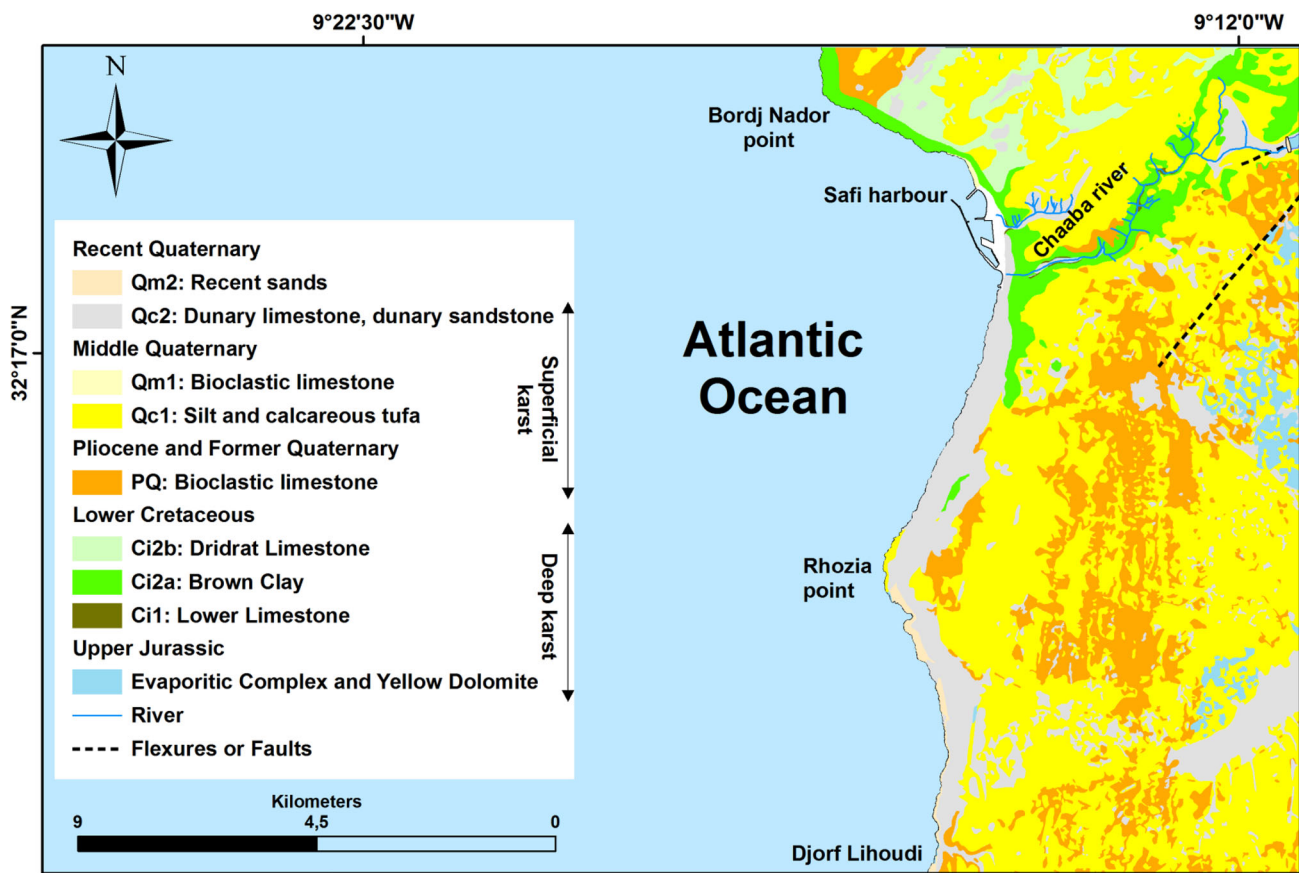 9°22'30"W
9°12'0"W
32°17'0"N
N
Bordj Nador
point
Safi harbour
Chaaba river
Atlantic
Ocean
Rhozia
point
Djorf Lihoudi
Recent Quaternary
Qm2: Recent sands
Qc2: Dunary limestone, dunary sandstone
Middle Quaternary
Qm1: Bioclastic limestone
Qc1: Silt and calcareous tufa
Pliocene and Former Quaternary
PQ: Bioclastic limestone
Lower Cretaceous
Ci2b: Dridrat Limestone
Ci2a: Brown Clay
Ci1: Lower Limestone
Upper Jurassic
Evaporitic Complex and Yellow Dolomite
River
Flexures or Faults
Superficial
karst
Deep karst
Kilometers
9 4,5 0